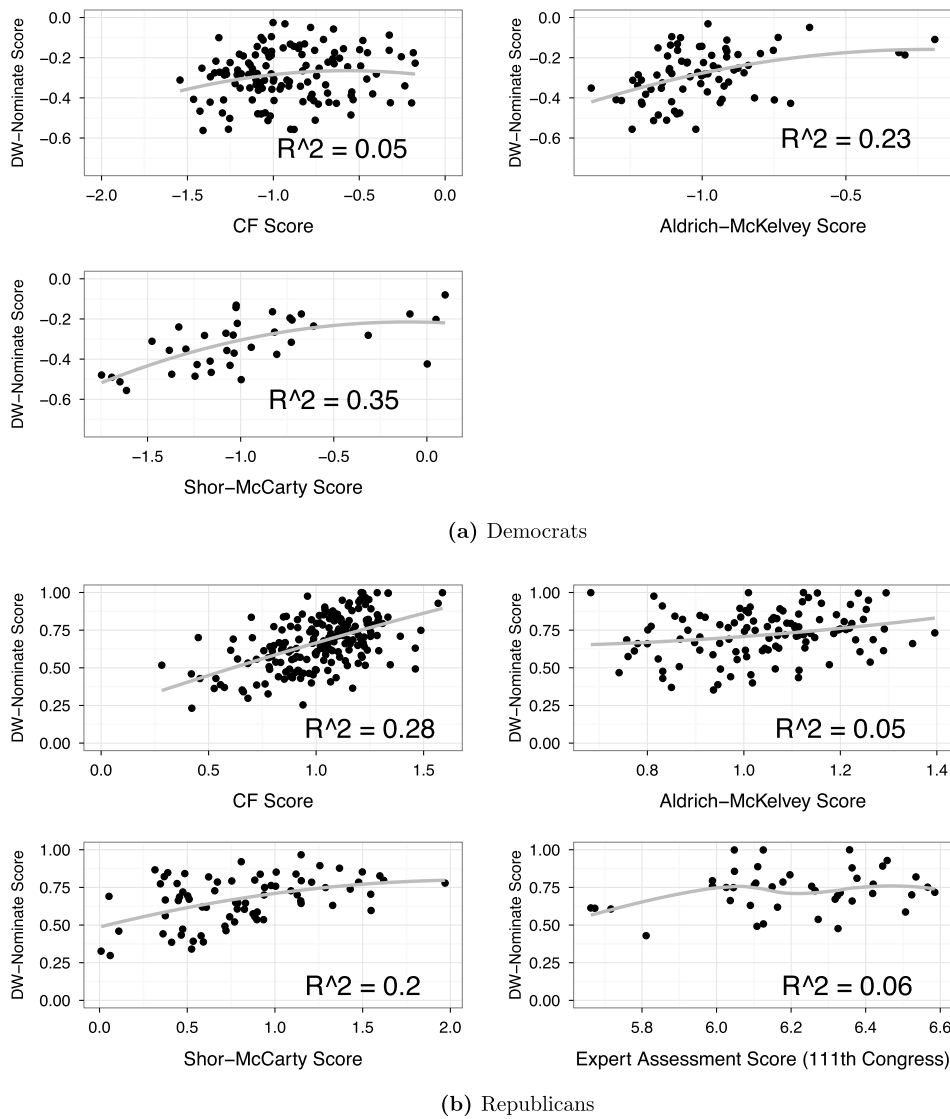 DW−Nominate Score
0.0
−0.2
−0.4
−0.6
R^2 = 0.05
−2.0 −1.5 −1.0 −0.5 0.0
CF Score
DW−Nominate Score
0.0
−0.2
−0.4
−0.6
R^2 = 0.23
−1.0 −0.5
Aldrich−McKelvey Score
DW−Nominate Score
0.0
−0.2
−0.4
−0.6
R^2 = 0.35
−1.5 −1.0 −0.5 0.0
Shor−McCarty Score
(a) Democrats
DW−Nominate Score
1.00
0.75
0.50
0.25
0.00
R^2 = 0.28
0.0 0.5 1.0 1.5
CF Score
DW−Nominate Score
1.00
0.75
0.50
0.25
0.00
R^2 = 0.05
0.8 1.0 1.2 1.4
Aldrich−McKelvey Score
DW−Nominate Score
1.00
0.75
0.50
0.25
0.00
R^2 = 0.2
0.0 0.5 1.0 1.5 2.0
Shor−McCarty Score
DW−Nominate Score
1.00
0.75
0.50
0.25
0.00
R^2 = 0.06
5.8 6.0 6.2 6.4 6.6
Expert Assessment Score (111th Congress)
(b) Republicans